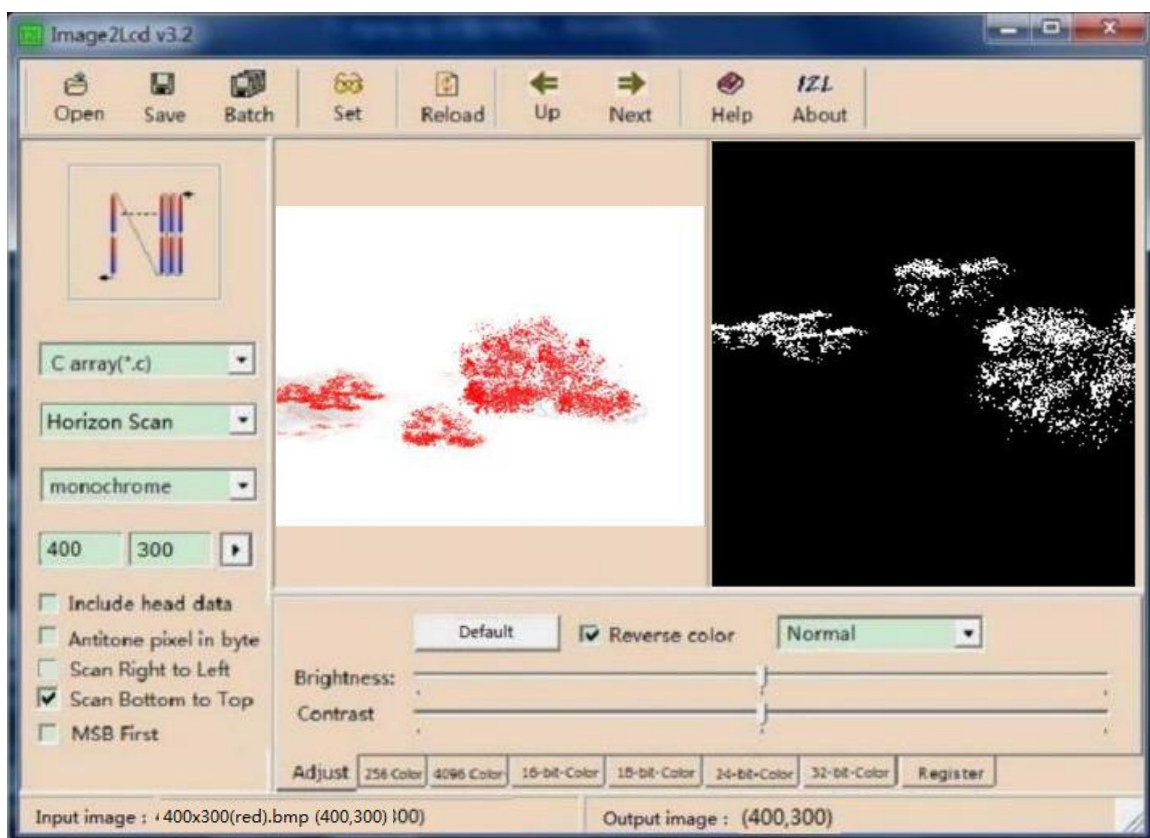 Image2Lcd v3.2
Open Save Batch Set Reload Up Next Help About
I2L
C array(*.c)
Horizon Scan
monochrome
400 300
Include head data
Antitone pixel in byte
Scan Right to Left
Scan Bottom to Top
MSB First
Default Reverse color Normal
Brightness:
Contrast
Adjust 256 Color 4096 Color 16-bit-Color 18-bit-Color 24-bit-Color 32-bit-Color Register
Input image : 400x300(red).bmp (400,300) 300) Output image : (400,300)